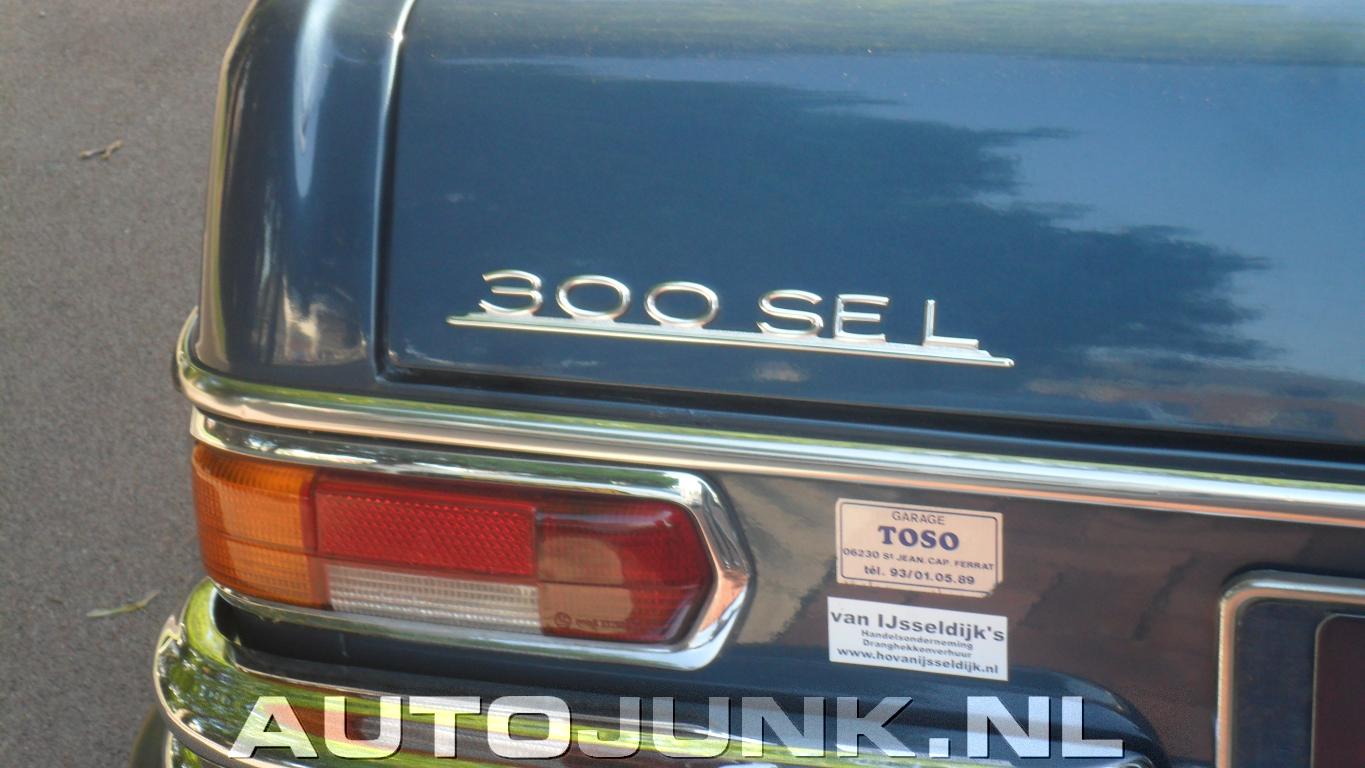 300 SEL
GARAGE
TOSO
06230 St JEAN. CAP. FERRAT
tél. 93/01.05.89
van IJsseldijk's
Handelsonderneming
Dranghekkenverhuur
www.hovanijsseldijk.nl
AUTOJUNK.NL